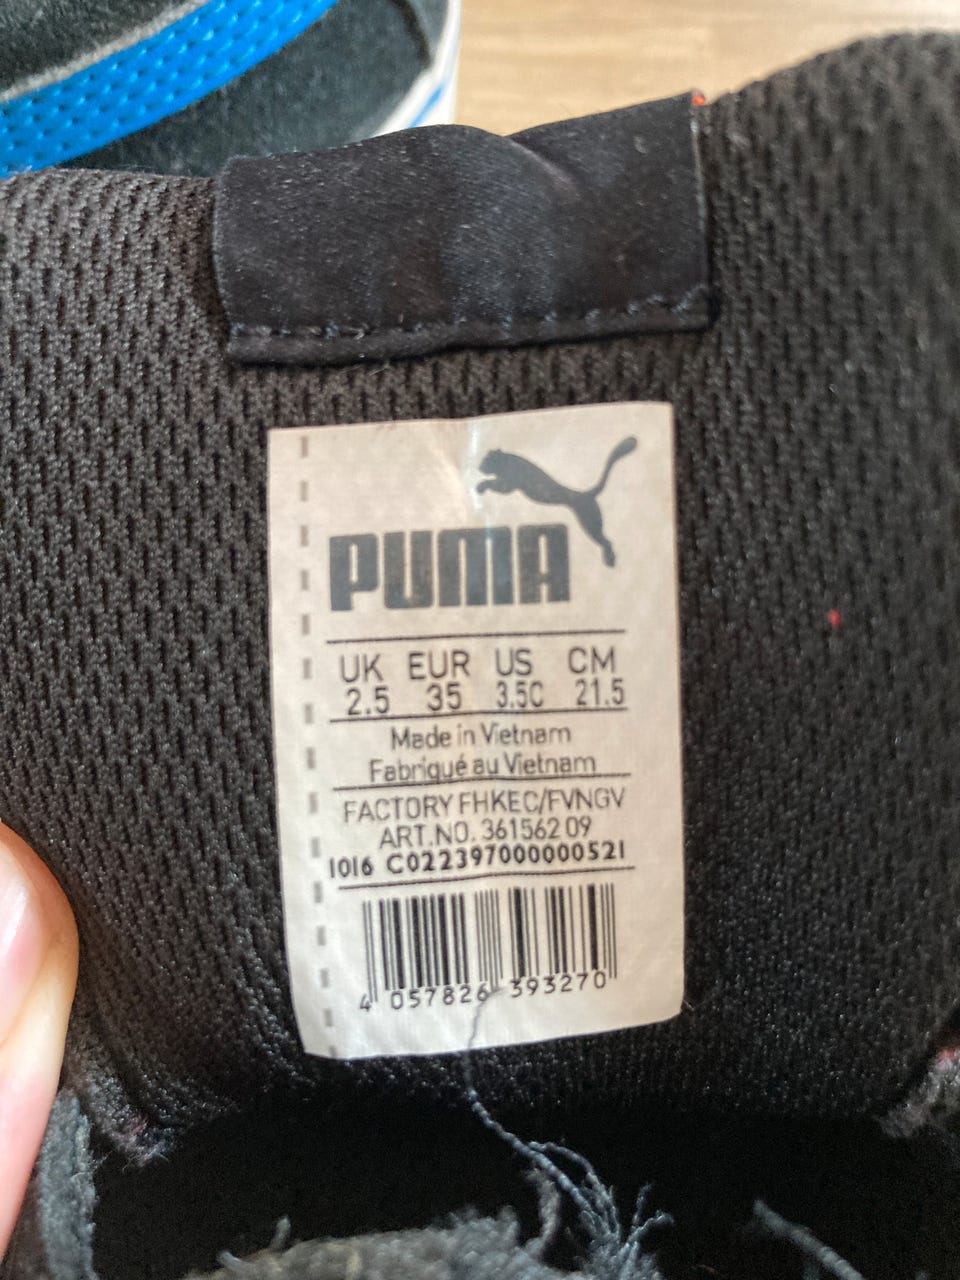 PUMA
UK EUR US CM
2.5 35 3.5C 21.5
Made in Vietnam
Fabriqué au Vietnam
FACTORY FHKEC/FVNGV
ART.NO. 361562 09
1016 C022397000000521
4 057826 393270